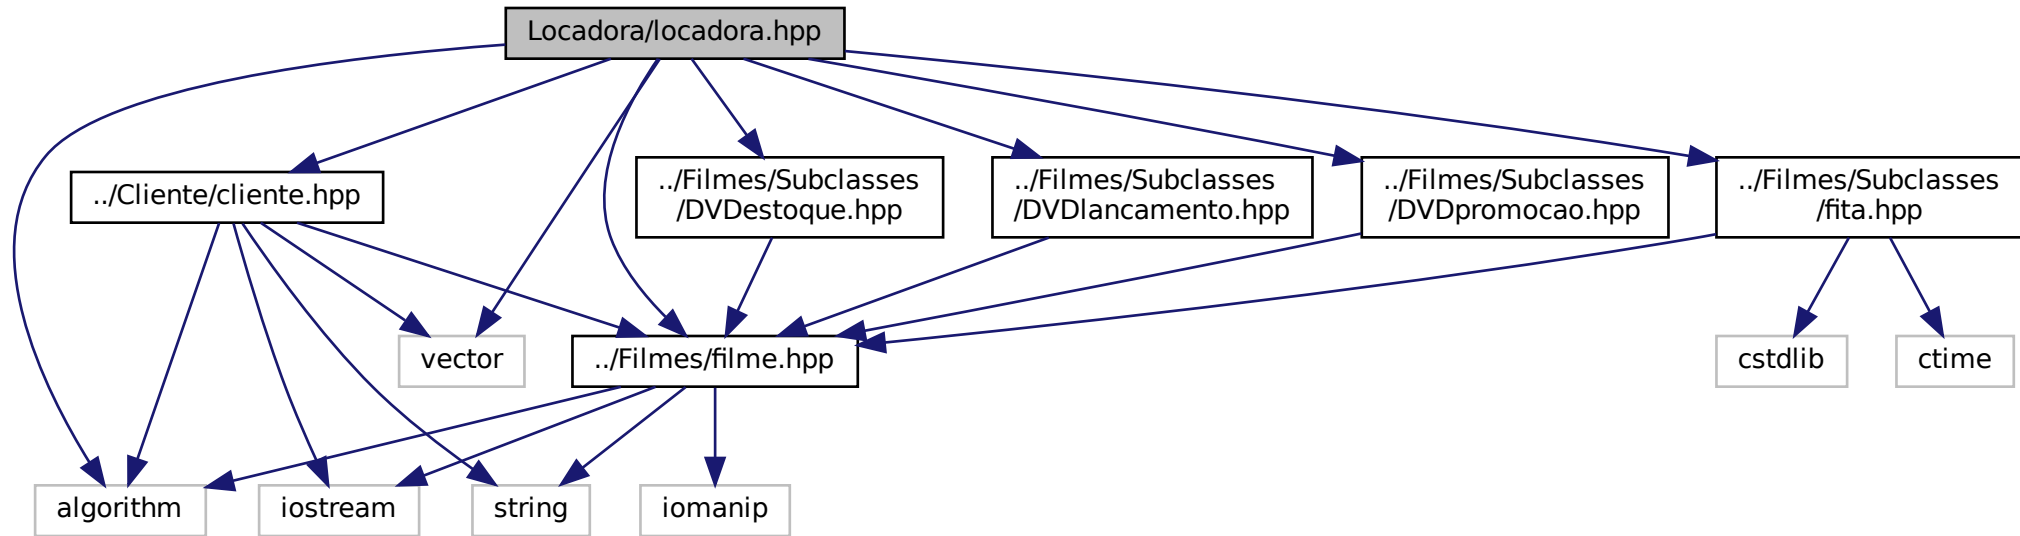 Locadora/locadora.hpp
../Cliente/cliente.hpp
../Filmes/Subclasses
/DVDestoque.hpp
../Filmes/Subclasses
/DVDlancamento.hpp
../Filmes/Subclasses
/DVDpromocao.hpp
../Filmes/Subclasses
/fita.hpp
vector
../Filmes/filme.hpp
cstdlib
ctime
algorithm
iostream
string
iomanip